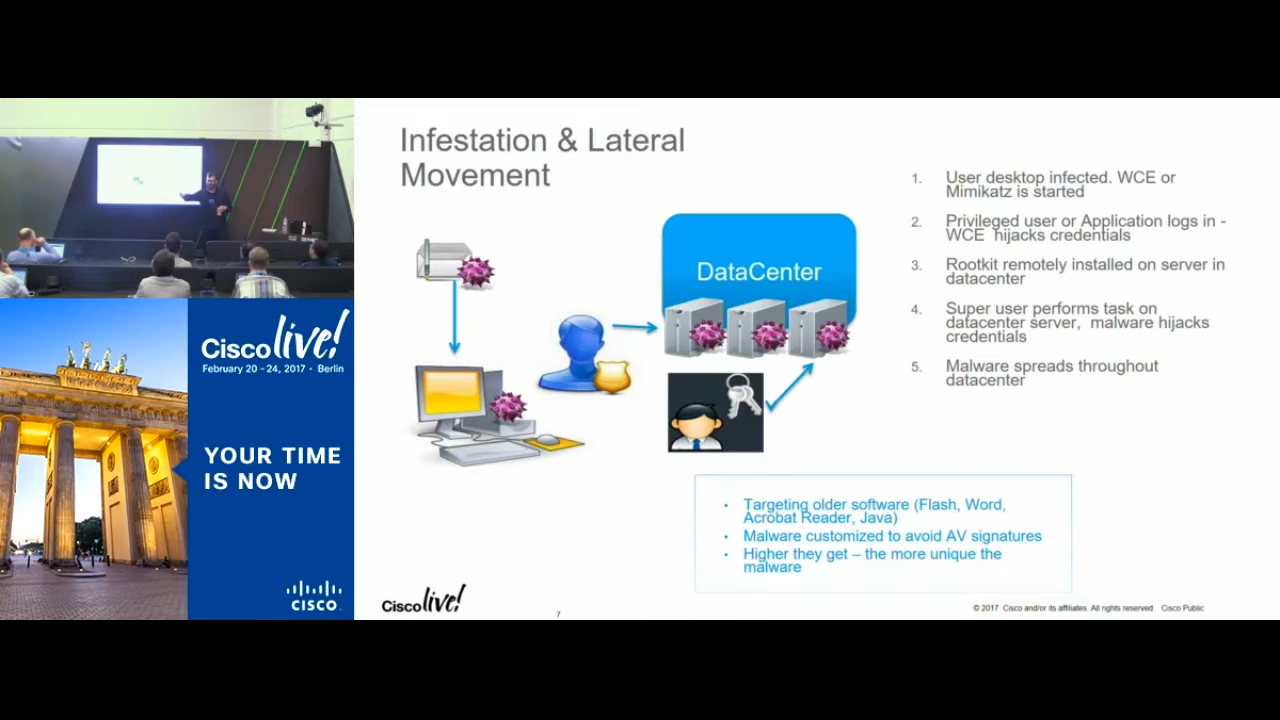 Infestation & Lateral
Movement
DataCenter
1. User desktop infected. WCE or
Mimikatz is started
2. Privileged user or Application logs in -
WCE hijacks credentials
3. Rootkit remotely installed on server in
datacenter
4. Super user performs task on
datacenter server, malware hijacks
credentials
5. Malware spreads throughout
datacenter
• Targeting older software (Flash, Word,
Acrobat Reader, Java)
• Malware customized to avoid AV signatures
• Higher they get – the more unique the
malware
Cisco live!
7
© 2017 Cisco and/or its affiliates. All rights reserved. Cisco Public
Cisco live!
February 20 - 24, 2017 · Berlin
YOUR TIME
IS NOW
CISCO.